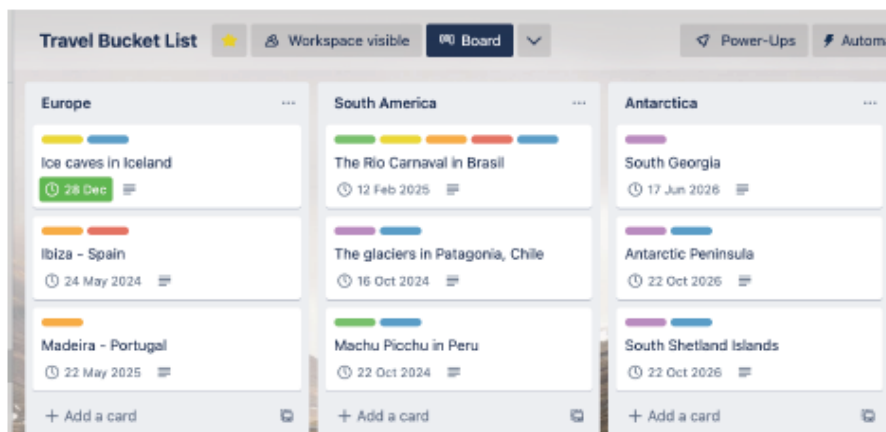 Travel Bucket List
Workspace visible
Board
Power-Ups
Autom
Europe
Ice caves in Iceland
28 Dec
Ibiza - Spain
24 May 2024
Madeira - Portugal
22 May 2025
+ Add a card
South America
The Rio Carnaval in Brasil
12 Feb 2025
The glaciers in Patagonia, Chile
16 Oct 2024
Machu Picchu in Peru
22 Oct 2024
+ Add a card
Antarctica
South Georgia
17 Jun 2026
Antarctic Peninsula
22 Oct 2026
South Shetland Islands
22 Oct 2026
+ Add a card